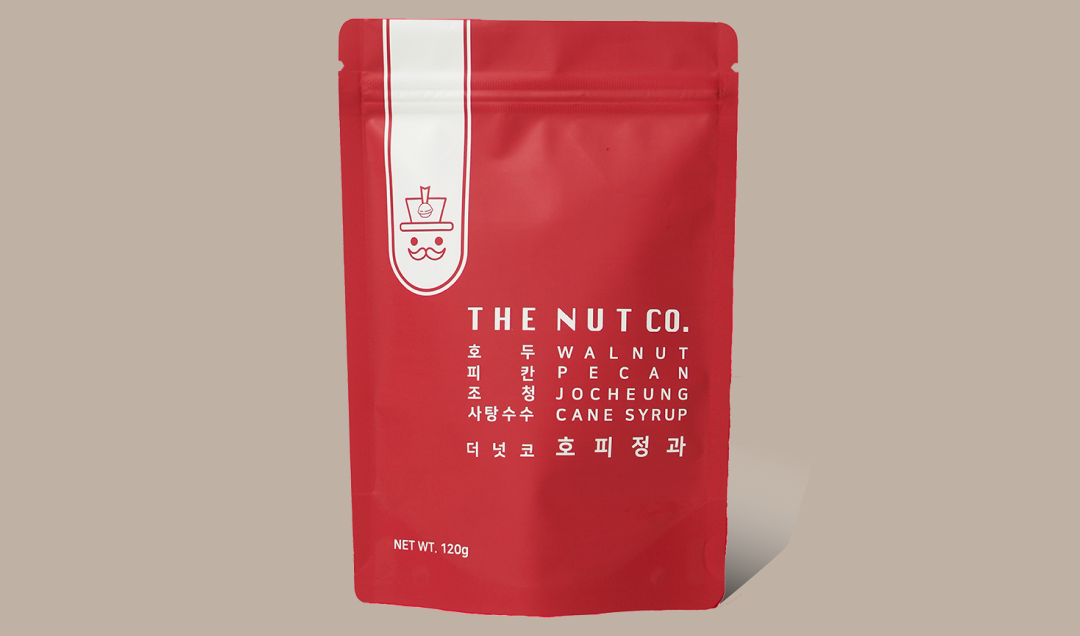 THE NUT CO.
호두 WALNUT
피칸 PECAN
조청 JOCHEUNG
사탕수수 CANE SYRUP
더넛코 호피정과
NET WT. 120g